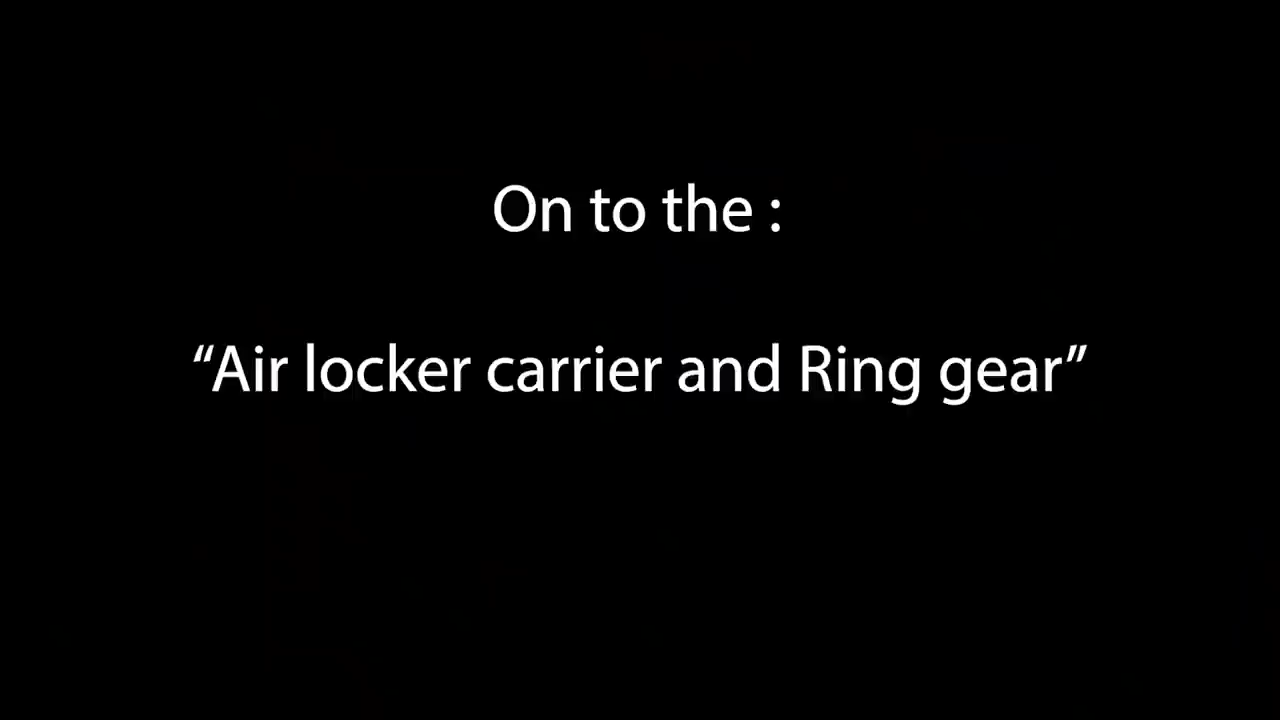 On to the :
“Air locker carrier and Ring gear”